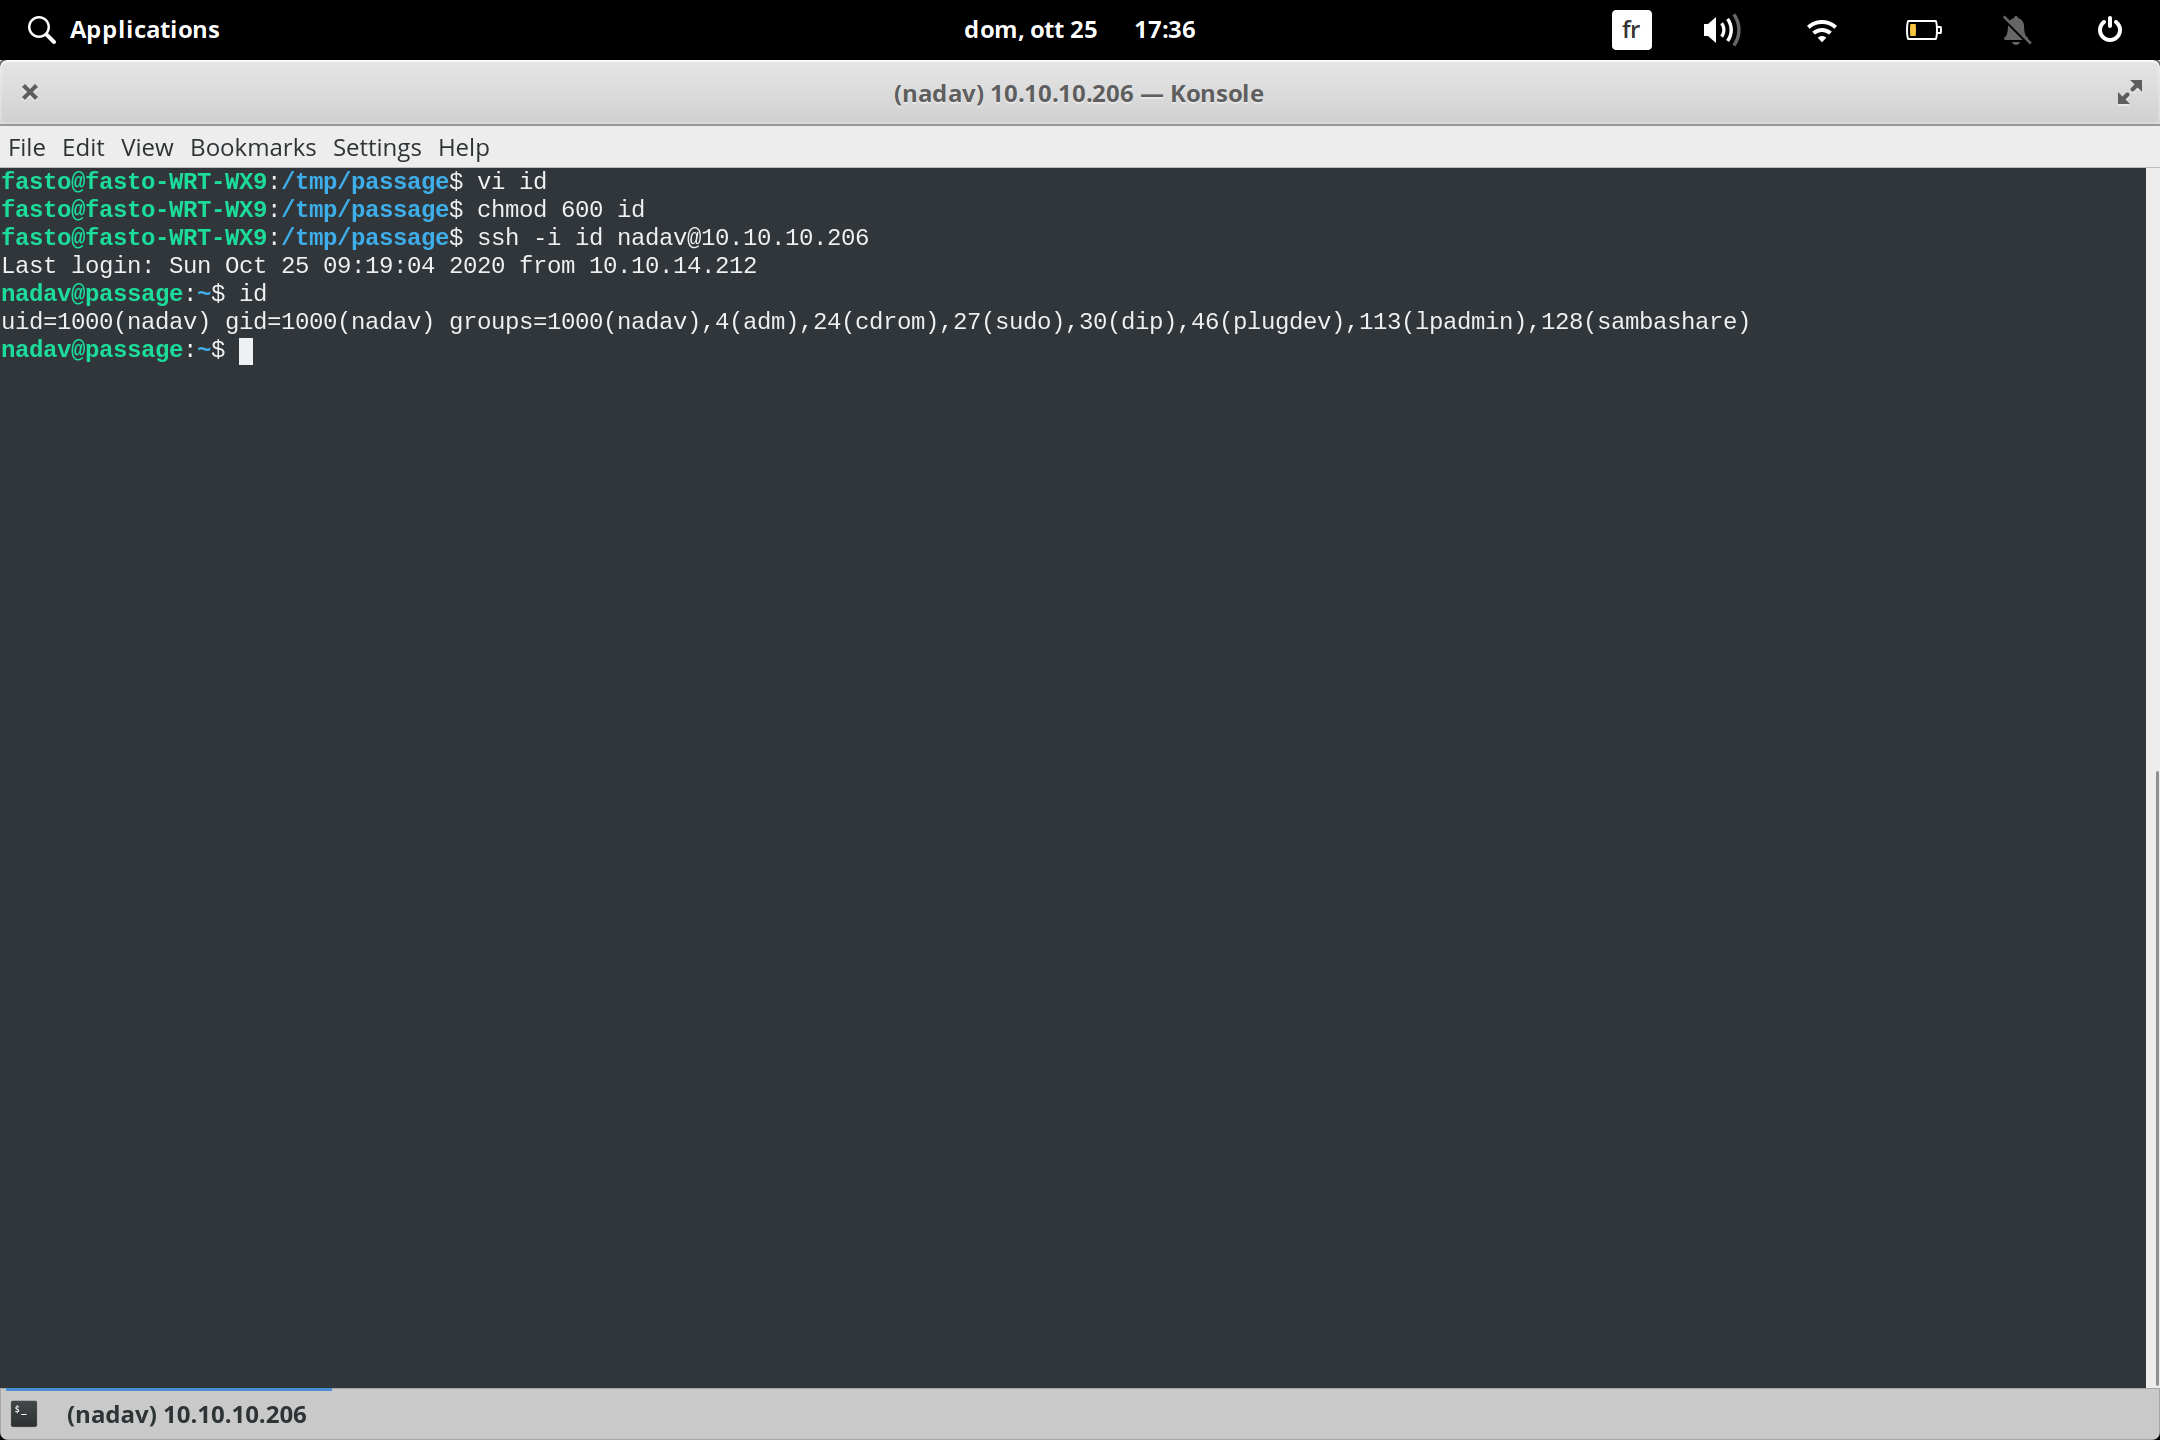 Applications dom, ott 25 17:36 fr
(nadav) 10.10.10.206 — Konsole
File Edit View Bookmarks Settings Help
fasto@fasto-WRT-WX9:/tmp/passage$ vi id
fasto@fasto-WRT-WX9:/tmp/passage$ chmod 600 id
fasto@fasto-WRT-WX9:/tmp/passage$ ssh -i id nadav@10.10.10.206
Last login: Sun Oct 25 09:19:04 2020 from 10.10.14.212
nadav@passage:~$ id
uid=1000(nadav) gid=1000(nadav) groups=1000(nadav),4(adm),24(cdrom),27(sudo),30(dip),46(plugdev),113(lpadmin),128(sambashare)
nadav@passage:~$
(nadav) 10.10.10.206